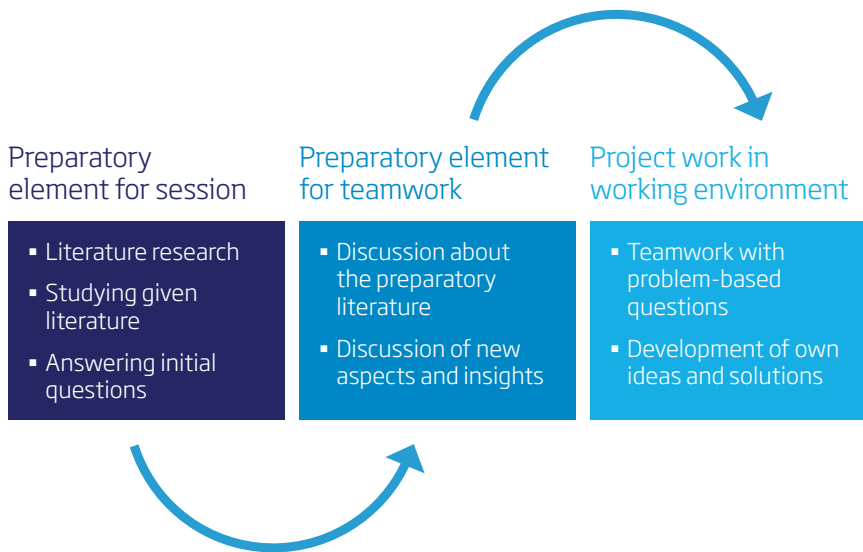 Preparatory
element for session
▪ Literature research
▪ Studying given
literature
▪ Answering initial
questions
Preparatory element
for teamwork
▪ Discussion about
the preparatory
literature
▪ Discussion of new
aspects and insights
Project work in
working environment
▪ Teamwork with
problem-based
questions
▪ Development of own
ideas and solutions